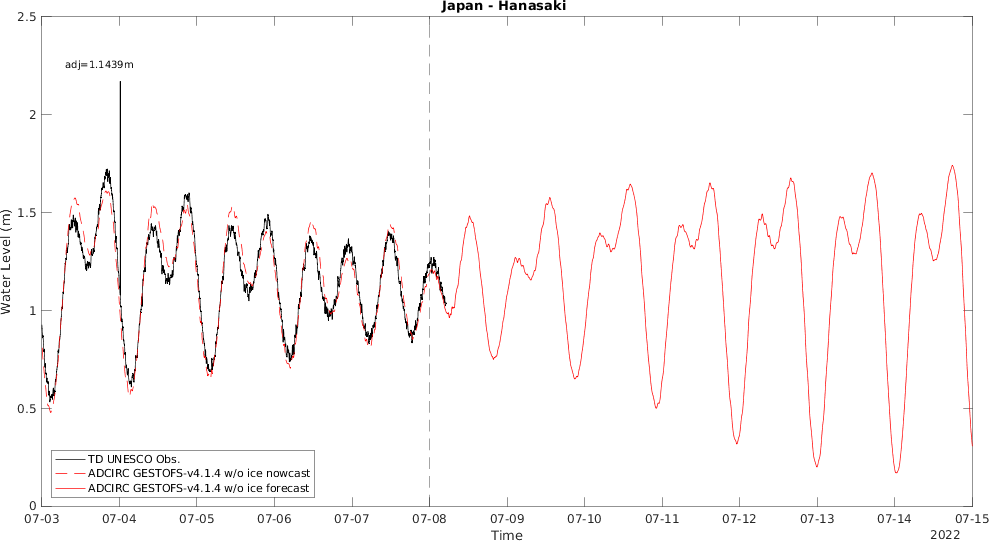 Japan - Hanasaki
2.5
adj=1.1439m
2
1.5
Water Level (m)
1
0.5
TD UNESCO Obs.
ADCIRC GESTOFS-v4.1.4 w/o ice nowcast
ADCIRC GESTOFS-v4.1.4 w/o ice forecast
0
07-03 07-04 07-05 07-06 07-07 07-08 07-09 07-10 07-11 07-12 07-13 07-14 07-15
Time
2022